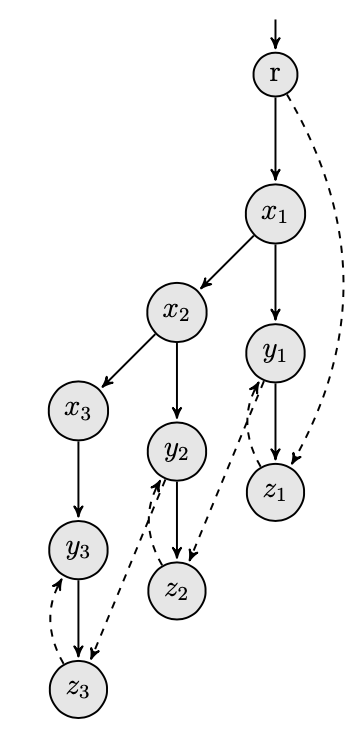 r
x₁
x₂
y₁
x₃
y₂
z₁
y₃
z₂
z₃